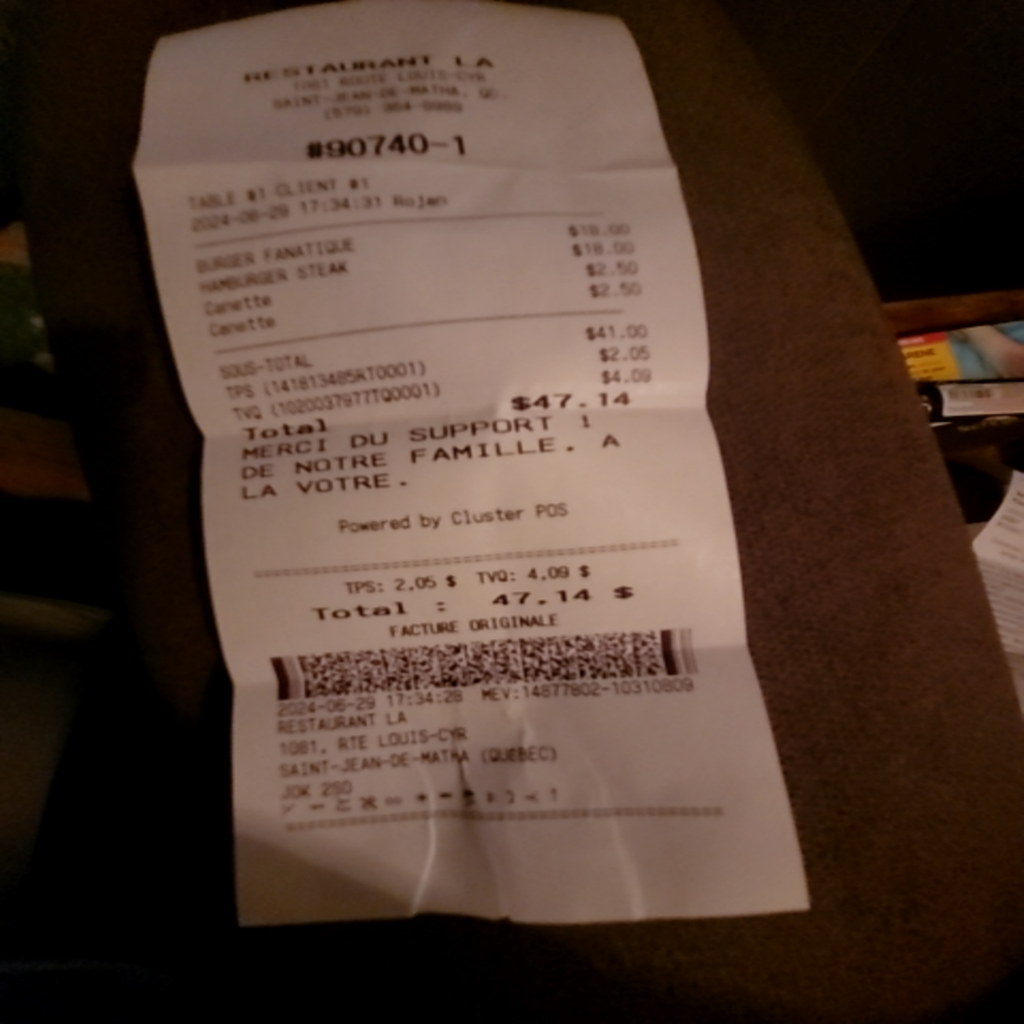 RESTAURANT LA
1081 ROUTE LOUIS-CYR
SAINT-JEAN-DE-MATHA, QC.
#90740-1
TABLE #1 CLIENT #1
2024-06-29 17:34:31 Rojan
BURGER FANATIQUE $18.00
HAMBURGER STEAK $18.00
Canette $2.50
Canette $2.50
SOUS-TOTAL $41.00
TPS (141813485RT0001) $2.05
TVQ (1020037977TQ0001) $4.09
Total $47.14
MERCI DU SUPPORT !
DE NOTRE FAMILLE. A
LA VOTRE.
Powered by Cluster POS
TPS: 2.05 $ TVQ: 4.09 $
Total : 47.14 $
FACTURE ORIGINALE
2024-06-29 17:34:28 MEV:14877802-10310809
RESTAURANT LA
1081, RTE LOUIS-CYR
SAINT-JEAN-DE-MATHA (QUEBEC)
J0K 2S0